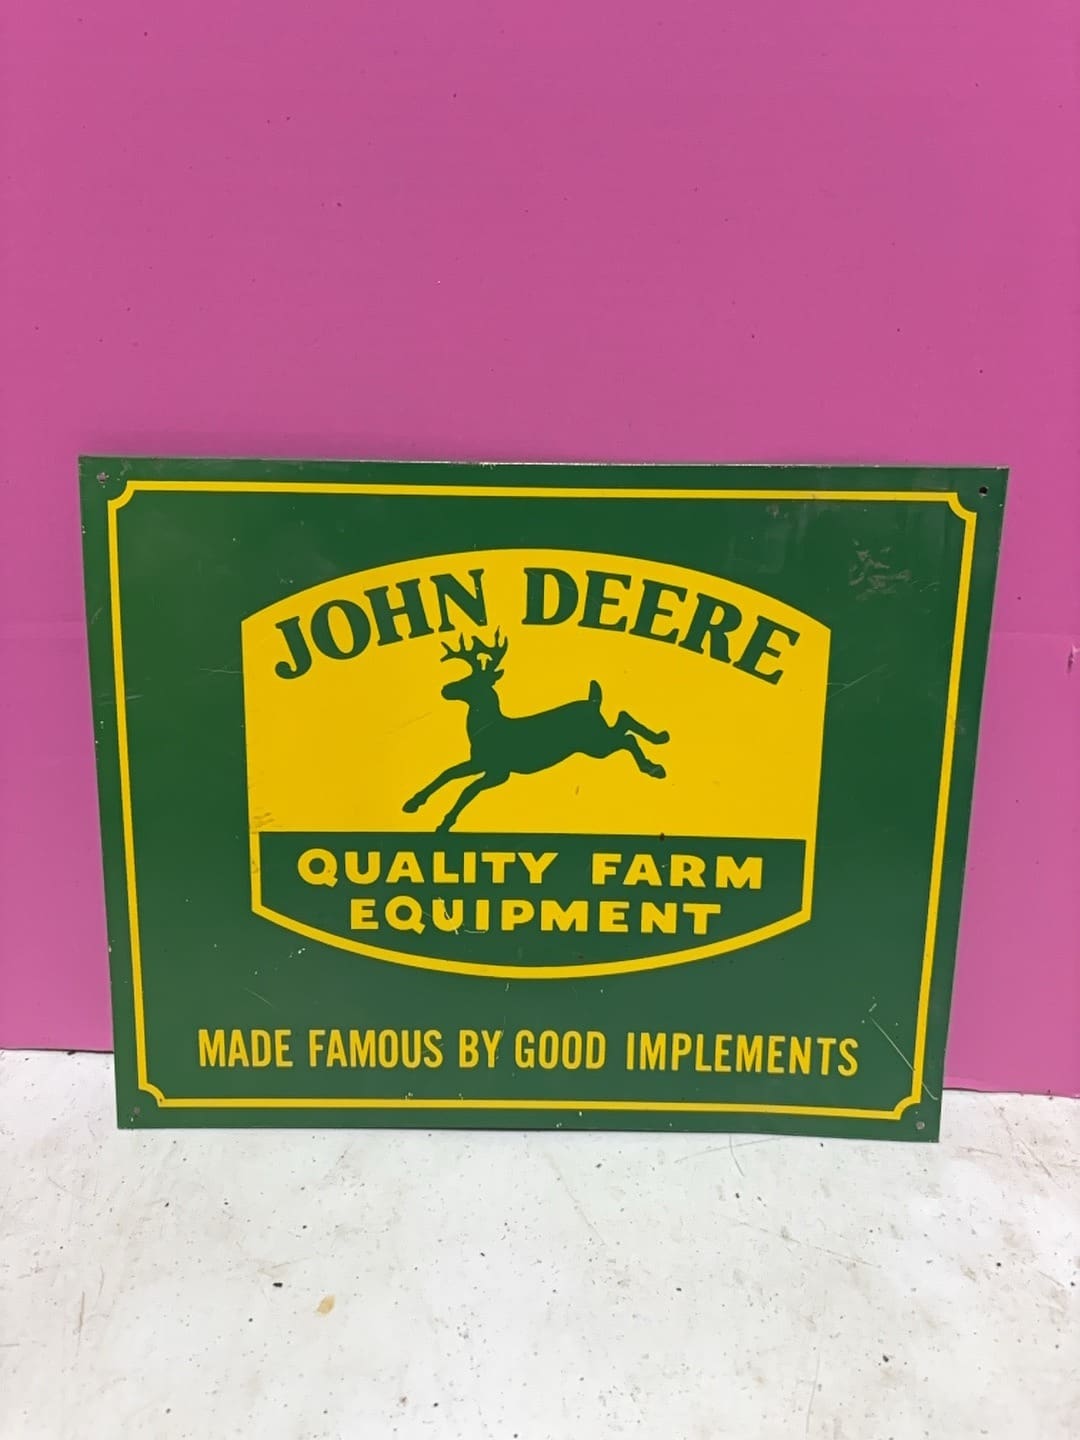 JOHN DEERE
QUALITY FARM
EQUIPMENT
MADE FAMOUS BY GOOD IMPLEMENTS